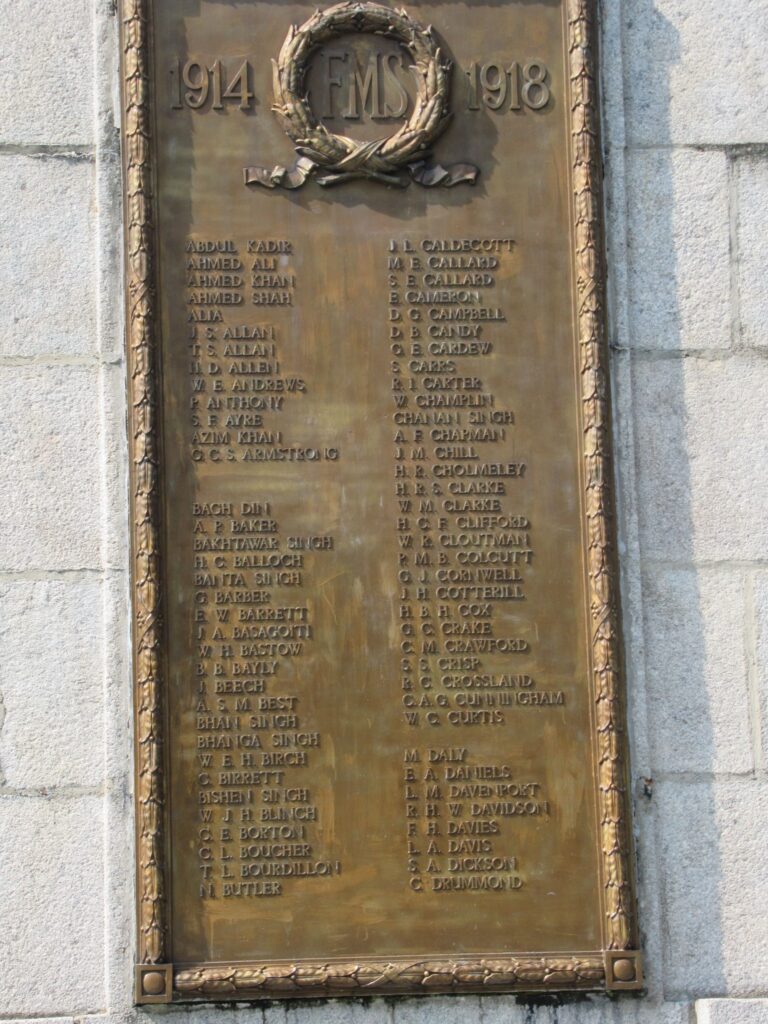 1914 FMS 1918
ABDUL KADIR
AHMED ALI
AHMED KHAN
AHMED SHAH
ALIA
J. S. ALLAN
T. S. ALLAN
H. D. ALLEN
W. E. ANDREWS
P. ANTHONY
S. F. AYRE
AZIM KHAN
G. C. S. ARMSTRONG
BACH DIN
A. P. BAKER
BAKHTAWAR SINGH
H. C. BALLOCH
BANTA SINGH
G. BARBER
E. W. BARRETT
J. A. BASAGOITI
W. H. BASTOW
B. B. BAYLY
J. BEECH
A. S. M. BEST
BHAN SINGH
BHANGA SINGH
W. E. H. BIRCH
C. BIRRETT
BISHEN SINGH
W. J. H. BLINCH
C. E. BORTON
C. L. BOUCHER
T. L. BOURDILLON
N. BUTLER
J. L. CALDECOTT
M. E. CALLARD
S. E. CALLARD
E. CAMERON
D. G. CAMPBELL
D. B. CANDY
G. E. CARDEW
S. CARRS
R. I. CARTER
W. CHAMPLIN
CHANAN SINGH
A. F. CHAPMAN
J. M. CHILL
H. R. CHOLMELEY
H. R. S. CLARKE
W. M. CLARKE
H. C. F. CLIFFORD
W. R. CLOUTMAN
P. M. B. COLCUTT
G. J. CORNWELL
J. H. COTTERILL
H. B. H. COX
G. C. CRAKE
C. M. CRAWFORD
S. S. CRISP
R. C. CROSSLAND
C. A. G. CUNNINGHAM
W. C. CURTIS
M. DALY
E. A. DANIELS
L. M. DAVENPORT
R. H. W. DAVIDSON
F. H. DAVIES
L. A. DAVIS
S. A. DICKSON
C. DRUMMOND